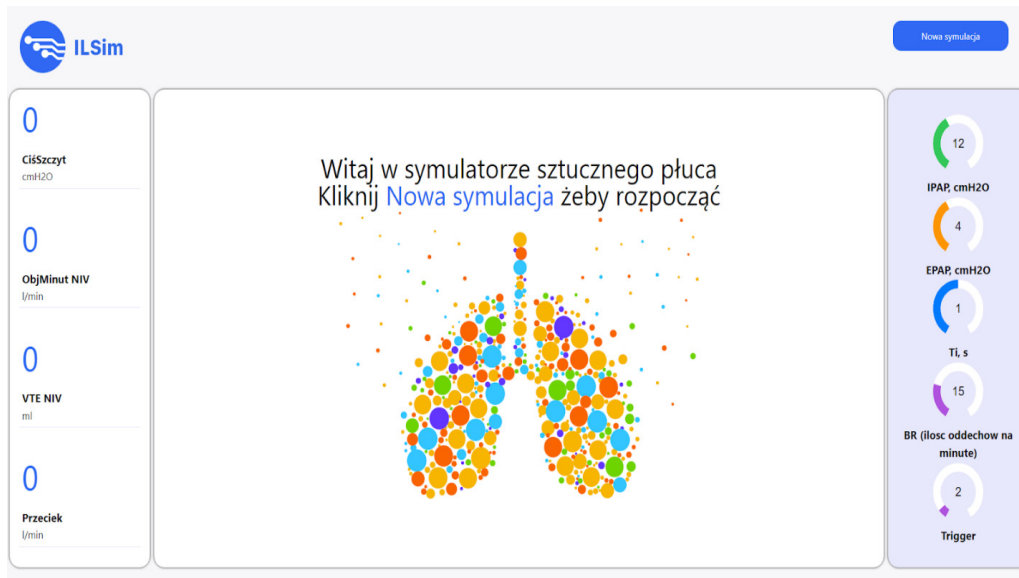 ILSim
Nowa symulacja
0
CiśSzczyt
cmH2O
0
ObjMinut NIV
l/min
0
VTE NIV
ml
0
Przeciek
l/min
Witaj w symulatorze sztucznego płuca
Kliknij Nowa symulacja żeby rozpocząć
12
IPAP, cmH2O
4
EPAP, cmH2O
1
Ti, s
15
BR (ilosc oddechow na
minute)
2
Trigger